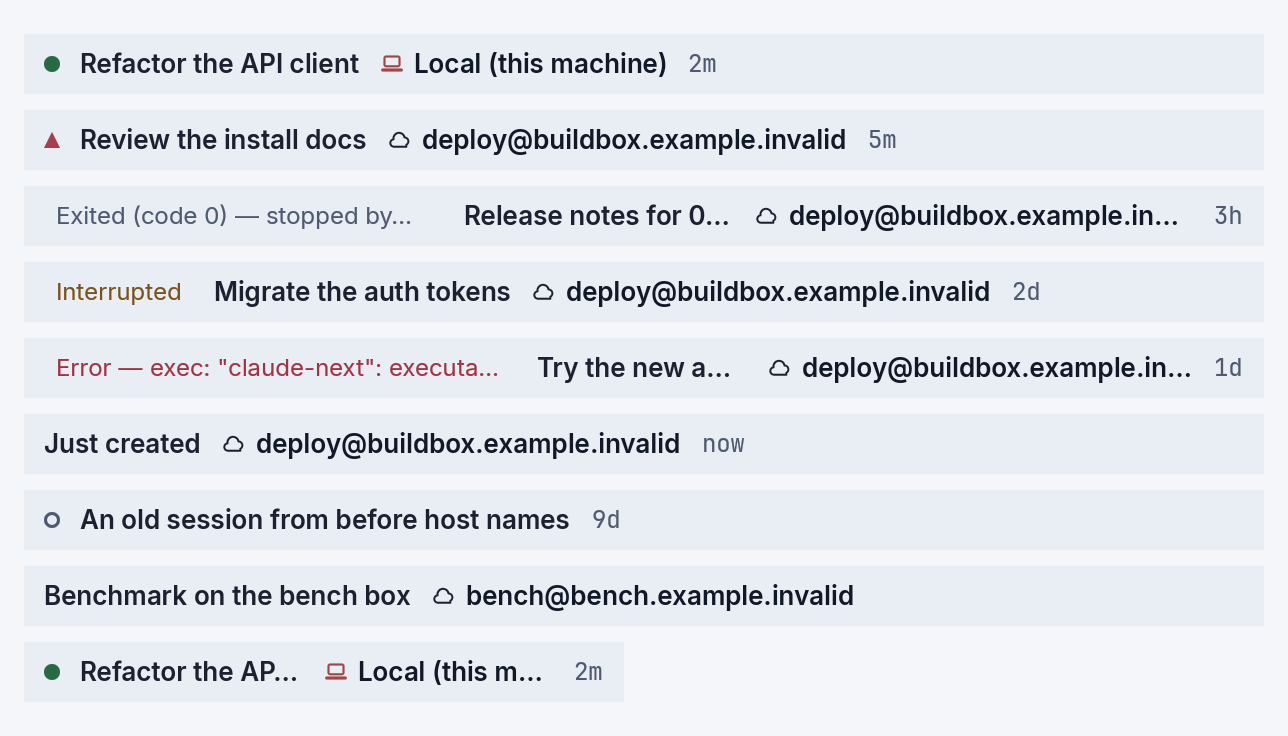 Refactor the API client Local (this machine) 2m
Review the install docs deploy@buildbox.example.invalid 5m
Exited (code 0) — stopped by... Release notes for 0... deploy@buildbox.example.in... 3h
Interrupted Migrate the auth tokens deploy@buildbox.example.invalid 2d
Error — exec: "claude-next": executa... Try the new a... deploy@buildbox.example.in... 1d
Just created deploy@buildbox.example.invalid now
An old session from before host names 9d
Benchmark on the bench box bench@bench.example.invalid
Refactor the AP... Local (this m... 2m